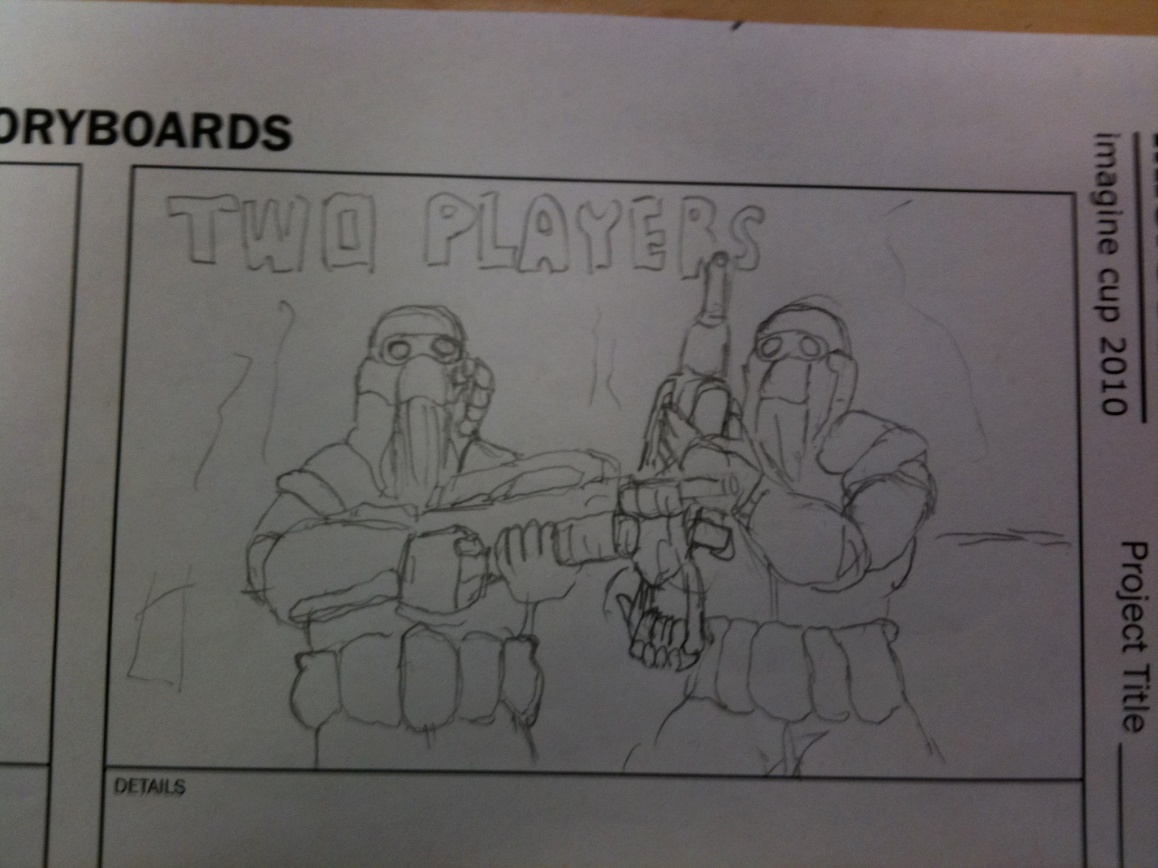 ORYBOARDS
TWO PLAYERS
DETAILS
imagine cup 2010
Project Title